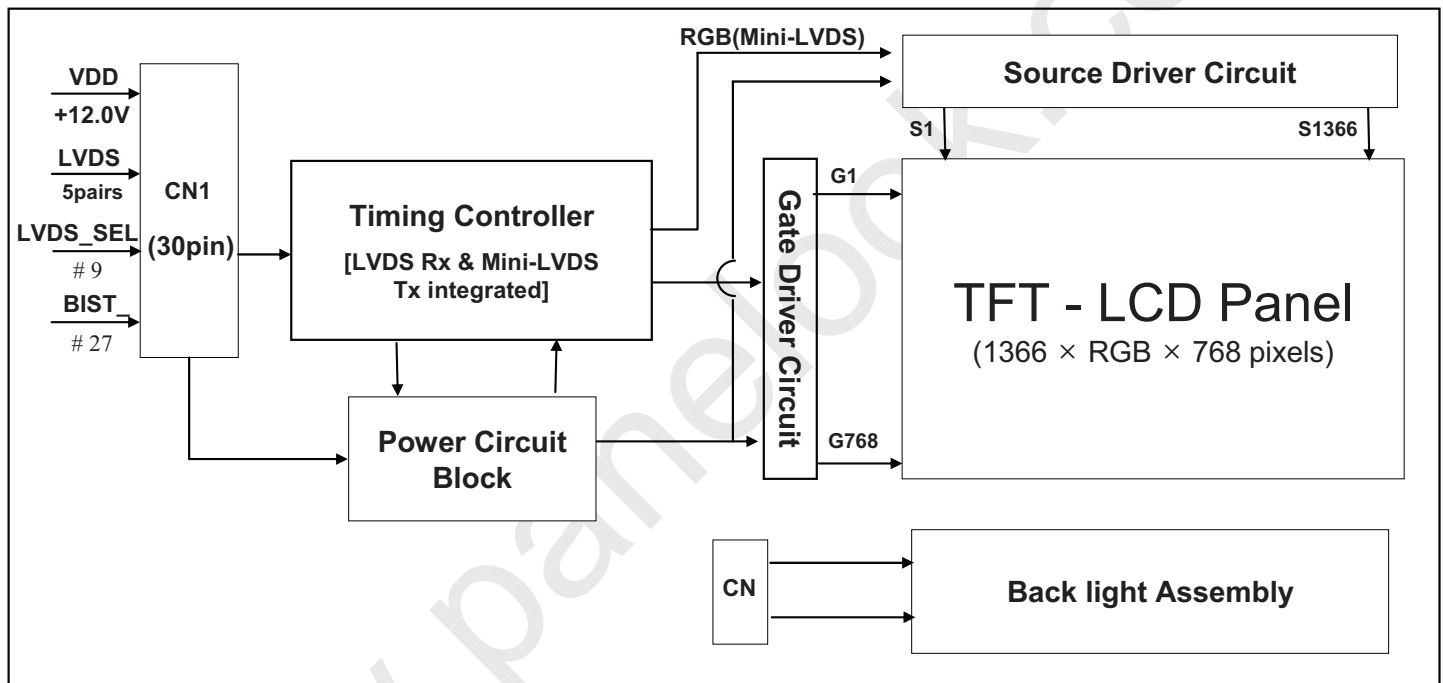 RGB(Mini-LVDS)
Source Driver Circuit
VDD
+12.0V
S1
S1366
LVDS
5pairs
CN1
(30pin)
LVDS_SEL
# 9
BIST_
# 27
Timing Controller
[LVDS Rx & Mini-LVDS
Tx integrated]
Gate Driver Circuit
G1
G768
TFT - LCD Panel
(1366 × RGB × 768 pixels)
Power Circuit
Block
CN
Back light Assembly
panelook.c